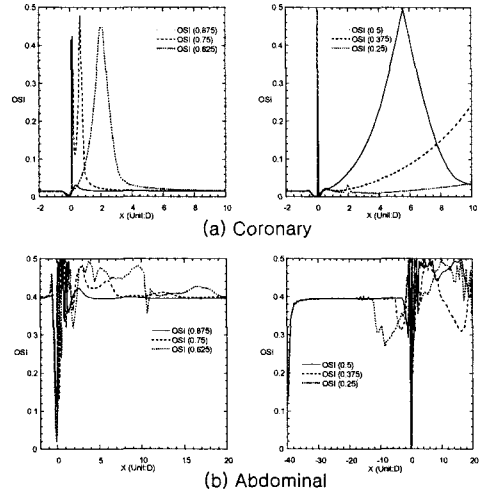 OSI (0.875)
OSI (0.75)
OSI (0.625)
0.5
0.4
0.3
0.2
0.1
0
OSI
-2 0 2 4 6 8 10
X (Unit:D)
OSI (0.5)
OSI (0.375)
OSI (0.25)
0.5
0.4
0.3
0.2
0.1
0
OSI
-2 0 2 4 6 8 10
X (Unit:D)
(a) Coronary
0.5
0.4
0.3
0.2
0.1
0
OSI
OSI (0.875)
OSI (0.75)
OSI (0.625)
0 5 10 15 20
X (Unit:D)
0.5
0.4
0.3
0.2
0.1
0
OSI
OSI (0.5)
OSI (0.375)
OSI (0.25)
-40 -30 -20 -10 0 10 20
X (Unit:D)
(b) Abdominal